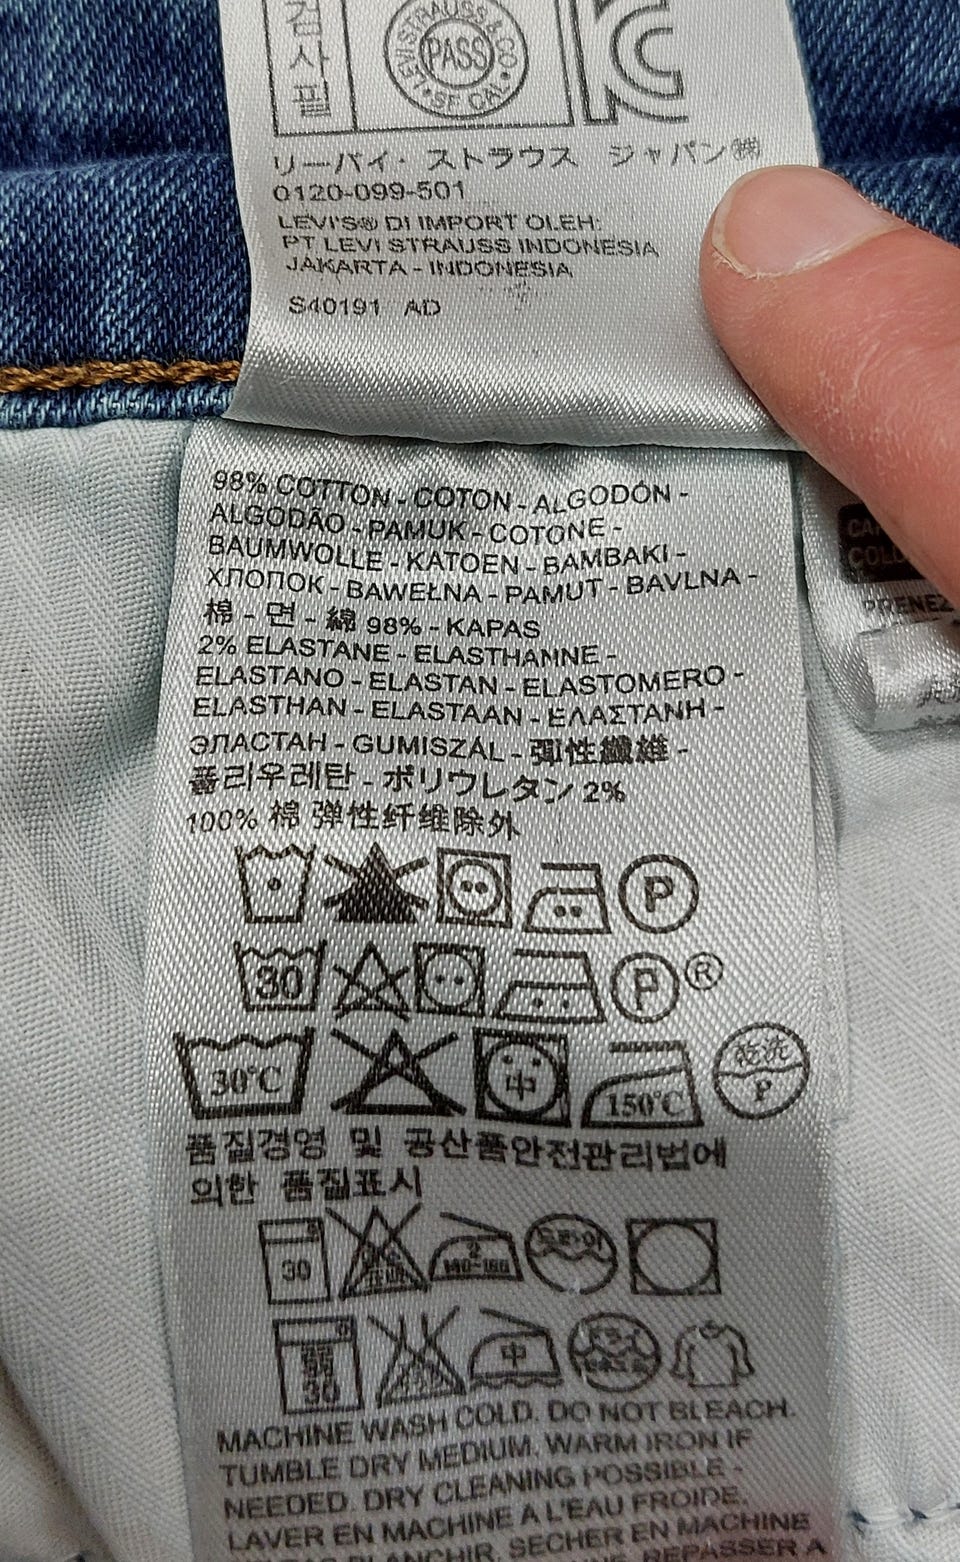 검사필
LEVI STRAUSS & CO
PASS
SF CAL
リーバイ・ストラウス ジャパン㈱
0120-099-501
LEVI'S® DI IMPORT OLEH:
PT LEVI STRAUSS INDONESIA
JAKARTA - INDONESIA
S40191 AD
98% COTTON - COTON - ALGODÓN -
ALGODÃO - PAMUK - COTONE -
BAUMWOLLE - KATOEN - BAMBAKI -
ХЛОПОК - BAWEŁNA - PAMUT - BAVLNA -
棉 - 면 - 綿 98% - KAPAS
2% ELASTANE - ELASTHANNE -
ELASTANO - ELASTAN - ELASTOMERO -
ELASTHAN - ELASTAAN - ΕΛΑΣΤΑΝΗ -
ЭЛАСТАН - GUMISZÁL - 彈性纖維 -
폴리우레탄 - ポリウレタン 2%
100% 棉 弹性纤维除外
P
30 P ®
30°C 中 150°C P
품질경영 및 공산품안전관리법에
의한 품질표시
30
30 中
MACHINE WASH COLD. DO NOT BLEACH.
TUMBLE DRY MEDIUM. WARM IRON IF
NEEDED. DRY CLEANING POSSIBLE -
LAVER EN MACHINE A L'EAU FROIDE.
BLANCHIR. SECHER EN MACHINE
REPASSER A
PRENEZ